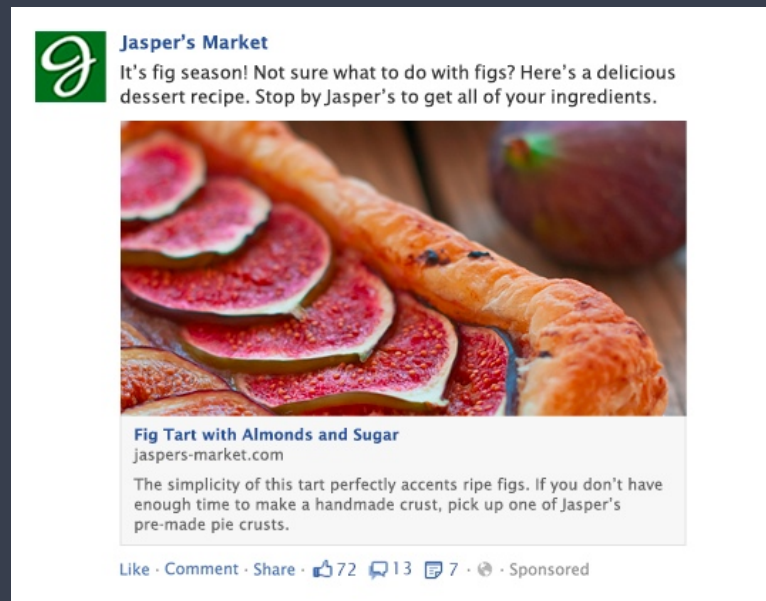 Jasper's Market
It's fig season! Not sure what to do with figs? Here's a delicious
dessert recipe. Stop by Jasper's to get all of your ingredients.
Fig Tart with Almonds and Sugar
jaspers-market.com
The simplicity of this tart perfectly accents ripe figs. If you don't have
enough time to make a handmade crust, pick up one of Jasper's
pre-made pie crusts.
Like · Comment · Share · 72 13 7 · · Sponsored